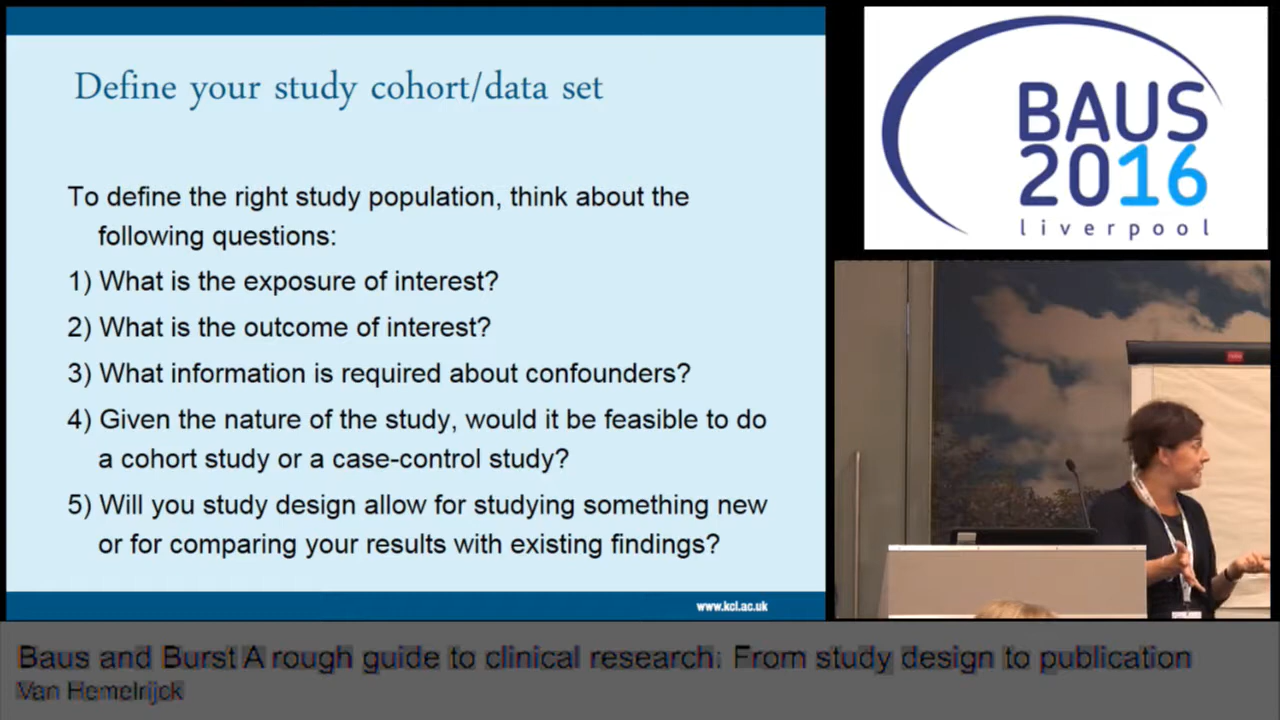 Define your study cohort/data set
To define the right study population, think about the
following questions:
1) What is the exposure of interest?
2) What is the outcome of interest?
3) What information is required about confounders?
4) Given the nature of the study, would it be feasible to do
a cohort study or a case-control study?
5) Will you study design allow for studying something new
or for comparing your results with existing findings?
www.kcl.ac.uk
BAUS
2016
liverpool
Baus and Burst A rough guide to clinical research: From study design to publication
Van Hemelrijck